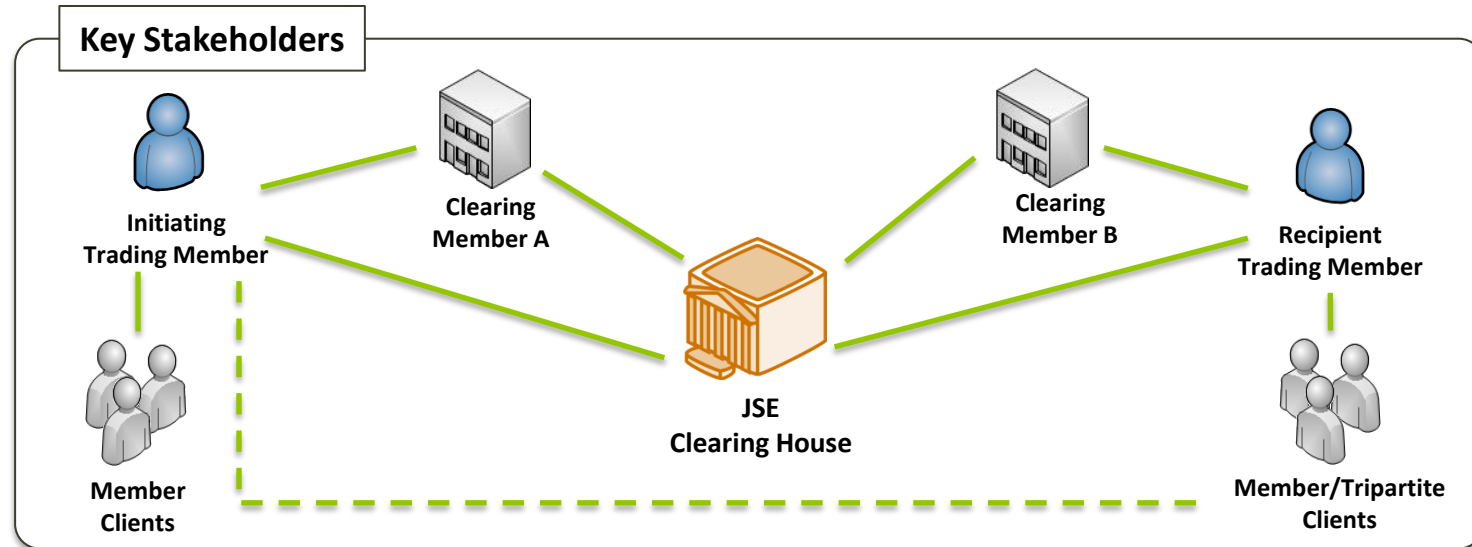 Key Stakeholders
Initiating
Trading Member
Clearing
Member A
Clearing
Member B
Recipient
Trading Member
JSE
Clearing House
Member
Clients
Member/Tripartite
Clients